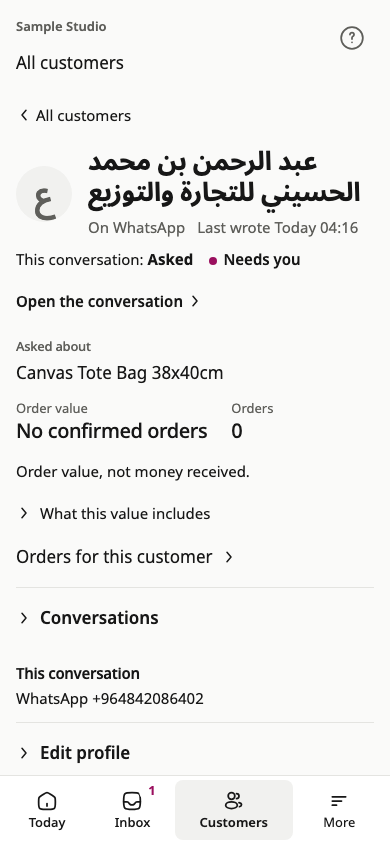 Sample Studio
All customers
All customers
ع
عبد الرحمن بن محمد
الحسيني للتجارة والتوزيع
On WhatsApp Last wrote Today 04:16
This conversation: Asked Needs you
Open the conversation
Asked about
Canvas Tote Bag 38x40cm
Order value Orders
No confirmed orders 0
Order value, not money received.
What this value includes
Orders for this customer
Conversations
This conversation
WhatsApp +964842086402
Edit profile
1
Today Inbox Customers More